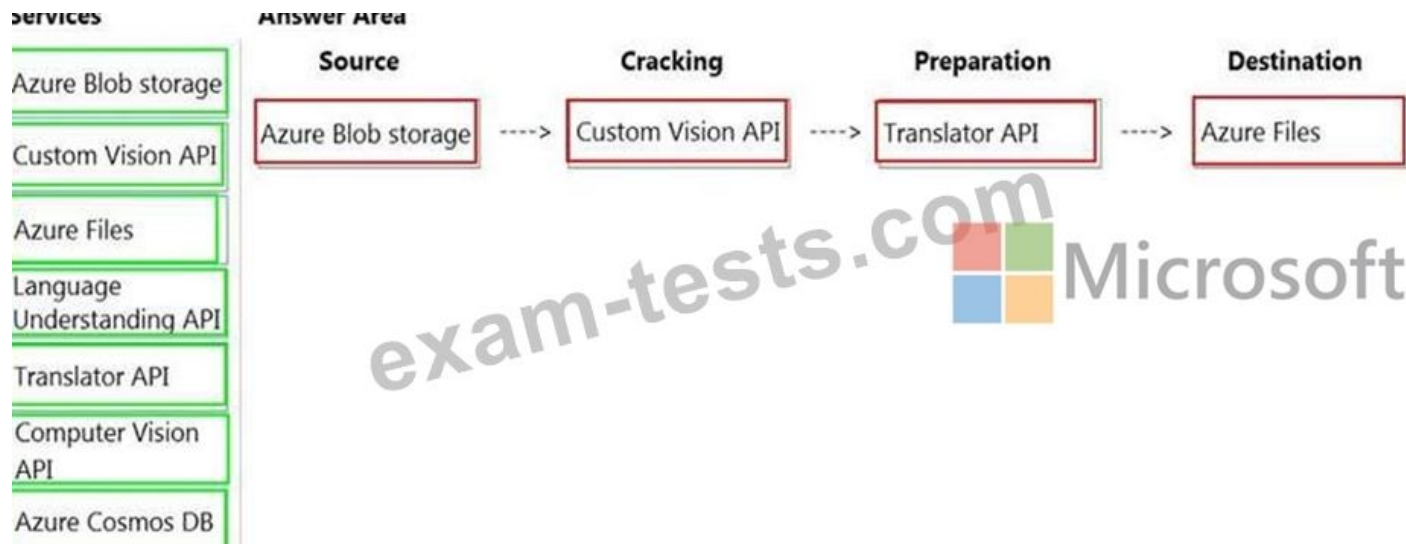 Services
Answer Area
Source
Cracking
Preparation
Destination
Azure Blob storage
Custom Vision API
Azure Files
Language
Understanding API
Translator API
Computer Vision
API
Azure Cosmos DB
Azure Blob storage ----> Custom Vision API ----> Translator API ----> Azure Files
exam-tests.com
Microsoft